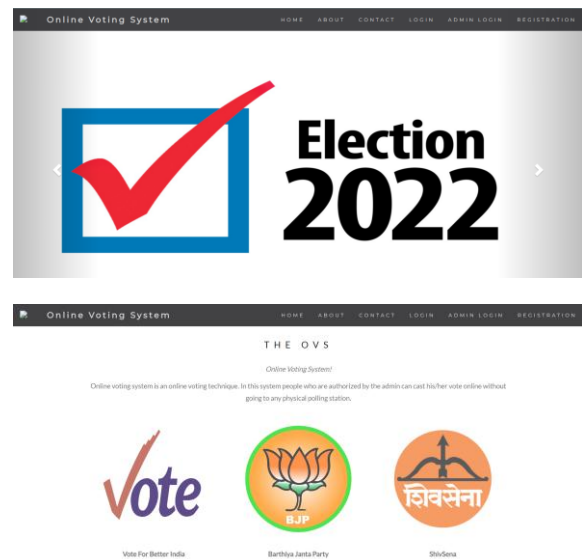 Online Voting System HOME ABOUT CONTACT LOGIN ADMIN LOGIN REGISTRATION
Election
2022
Online Voting System HOME ABOUT CONTACT LOGIN ADMIN LOGIN REGISTRATION
THE OVS
Online Voting System!
Online voting system is an online voting technique. In this system people who are authorized by the admin can cast his/her vote online without
going to any physical polling station.
Vote
BJP
शिवसेना
Vote For Better India Barthiya Janta Party ShivSena